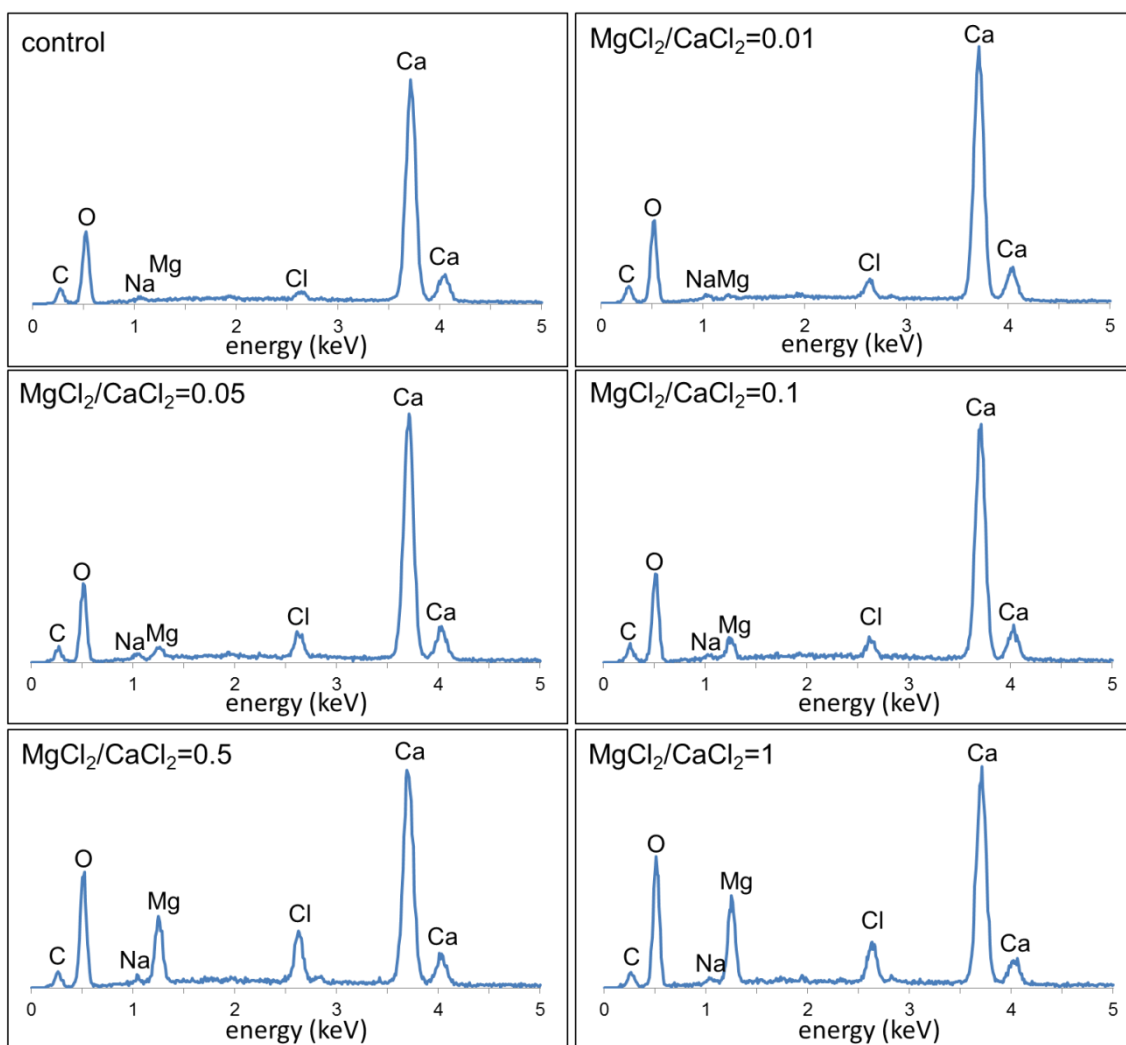 control
Ca
O
Ca
C
Na
Mg
Cl
0 1 2 3 4 5
energy (keV)
MgCl₂/CaCl₂=0.01
Ca
O
Ca
C
NaMg
Cl
0 1 2 3 4 5
energy (keV)
MgCl₂/CaCl₂=0.05
Ca
O
Ca
C
Na Mg
Cl
0 1 2 3 4 5
energy (keV)
MgCl₂/CaCl₂=0.1
Ca
O
Ca
C
Na
Mg
Cl
0 1 2 3 4 5
energy (keV)
MgCl₂/CaCl₂=0.5
Ca
O
Mg
Cl
Ca
C
Na
0 1 2 3 4 5
energy (keV)
MgCl₂/CaCl₂=1
Ca
O
Mg
Cl
Ca
C
Na
0 1 2 3 4 5
energy (keV)